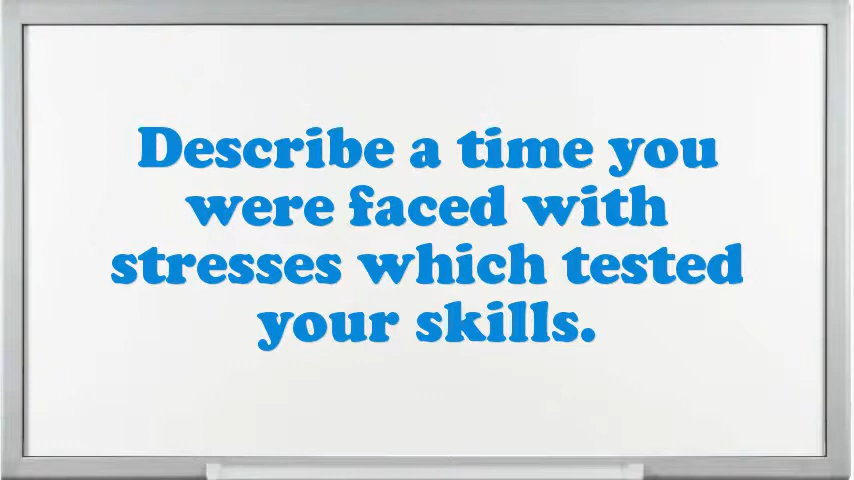 Describe a time you
were faced with
stresses which tested
your skills.